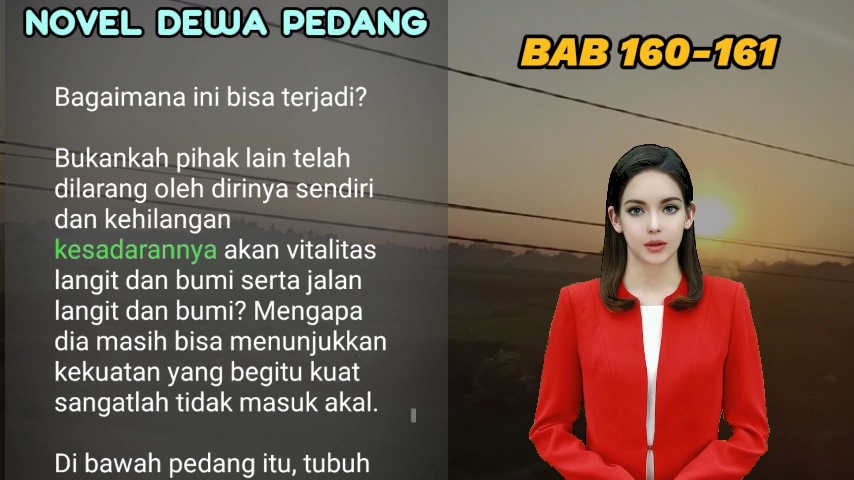 NOVEL DEWA PEDANG
BAB 160-161
Bagaimana ini bisa terjadi?
Bukankah pihak lain telah
dilarang oleh dirinya sendiri
dan kehilangan
kesadarannya akan vitalitas
langit dan bumi serta jalan
langit dan bumi? Mengapa
dia masih bisa menunjukkan
kekuatan yang begitu kuat
sangatlah tidak masuk akal.
Di bawah pedang itu, tubuh